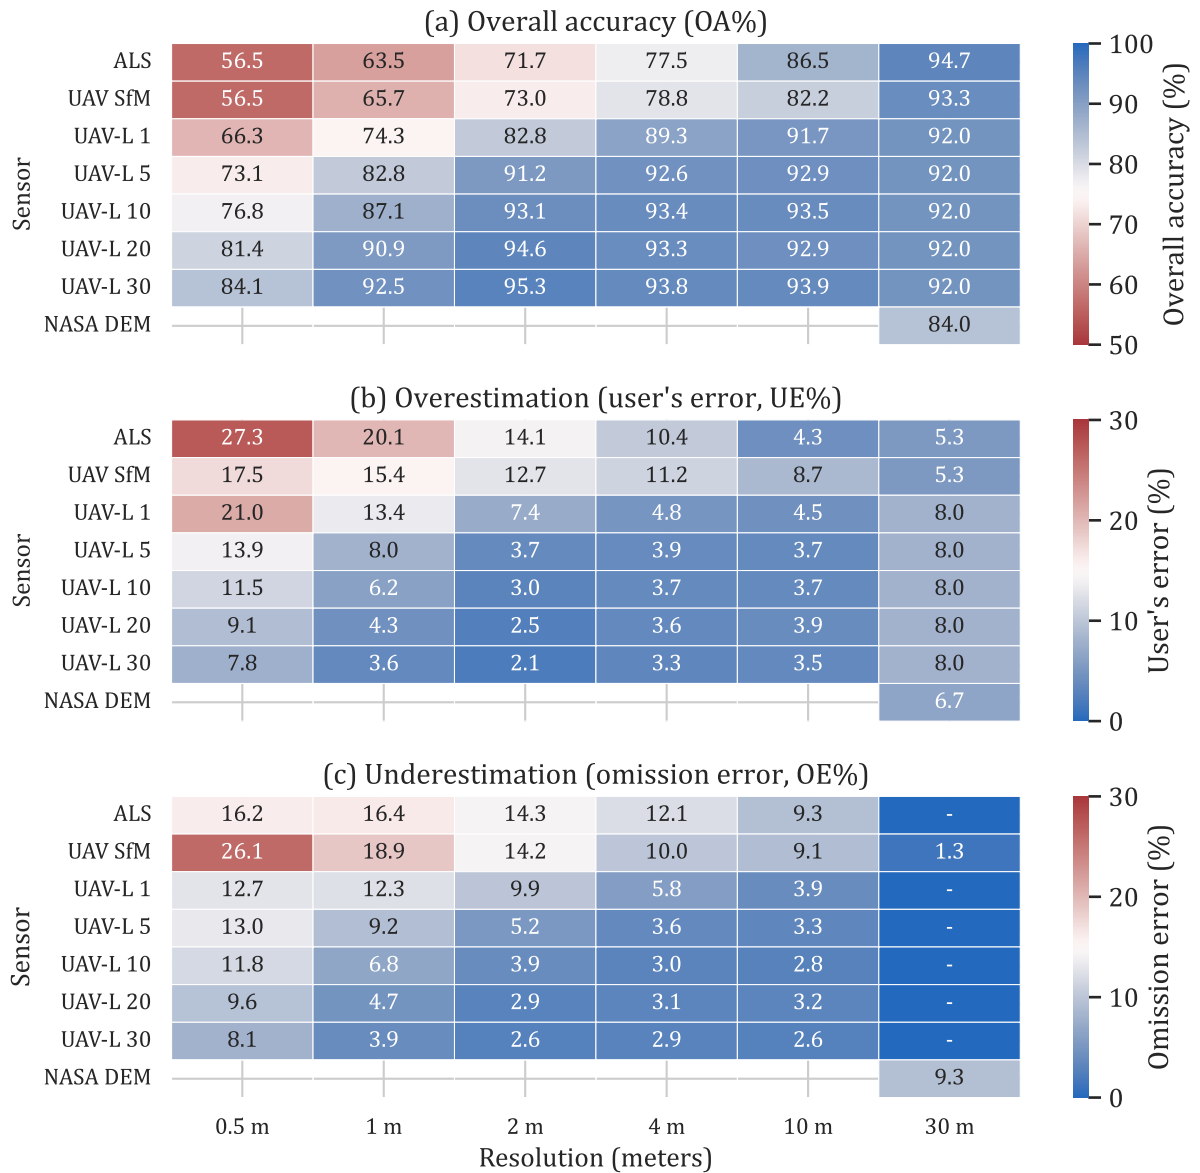 (a) Overall accuracy (OA%)
Sensor
ALS 56.5 63.5 71.7 77.5 86.5 94.7
UAV SfM 56.5 65.7 73.0 78.8 82.2 93.3
UAV-L 1 66.3 74.3 82.8 89.3 91.7 92.0
UAV-L 5 73.1 82.8 91.2 92.6 92.9 92.0
UAV-L 10 76.8 87.1 93.1 93.4 93.5 92.0
UAV-L 20 81.4 90.9 94.6 93.3 92.9 92.0
UAV-L 30 84.1 92.5 95.3 93.8 93.9 92.0
NASA DEM 84.0
100
90
80
70
60
50
Overall accuracy (%)
(b) Overestimation (user's error, UE%)
Sensor
ALS 27.3 20.1 14.1 10.4 4.3 5.3
UAV SfM 17.5 15.4 12.7 11.2 8.7 5.3
UAV-L 1 21.0 13.4 7.4 4.8 4.5 8.0
UAV-L 5 13.9 8.0 3.7 3.9 3.7 8.0
UAV-L 10 11.5 6.2 3.0 3.7 3.7 8.0
UAV-L 20 9.1 4.3 2.5 3.6 3.9 8.0
UAV-L 30 7.8 3.6 2.1 3.3 3.5 8.0
NASA DEM 6.7
30
20
10
0
User's error (%)
(c) Underestimation (omission error, OE%)
Sensor
ALS 16.2 16.4 14.3 12.1 9.3 -
UAV SfM 26.1 18.9 14.2 10.0 9.1 1.3
UAV-L 1 12.7 12.3 9.9 5.8 3.9 -
UAV-L 5 13.0 9.2 5.2 3.6 3.3 -
UAV-L 10 11.8 6.8 3.9 3.0 2.8 -
UAV-L 20 9.6 4.7 2.9 3.1 3.2 -
UAV-L 30 8.1 3.9 2.6 2.9 2.6 -
NASA DEM 9.3
30
20
10
0
Omission error (%)
0.5 m 1 m 2 m 4 m 10 m 30 m
Resolution (meters)